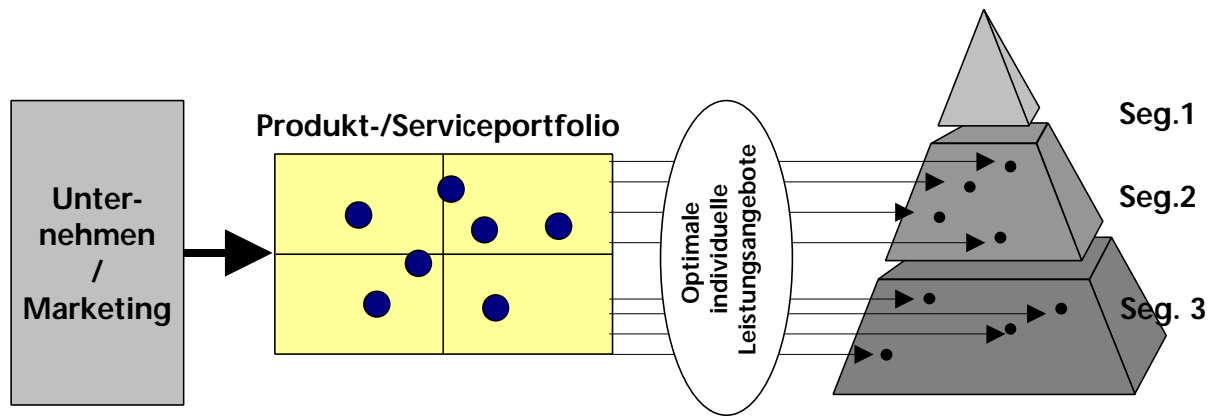 Unter-
nehmen
/
Marketing
Produkt-/Serviceportfolio
Optimale
individuelle
Leistungsangebote
Seg.1
Seg.2
Seg. 3